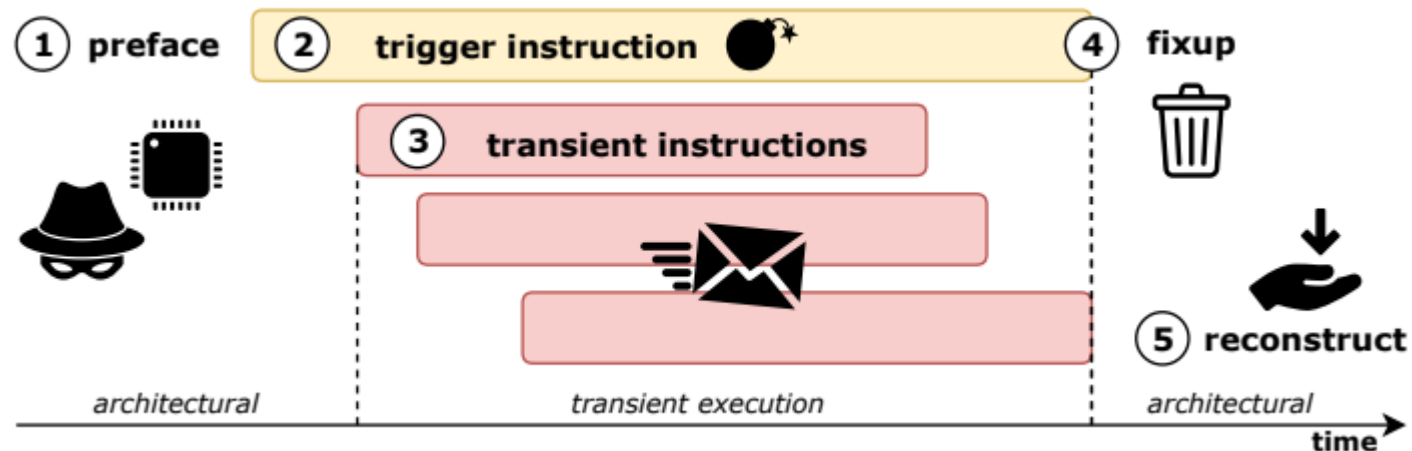 1 preface
2 trigger instruction
4 fixup
3 transient instructions
5 reconstruct
architectural
transient execution
architectural
time